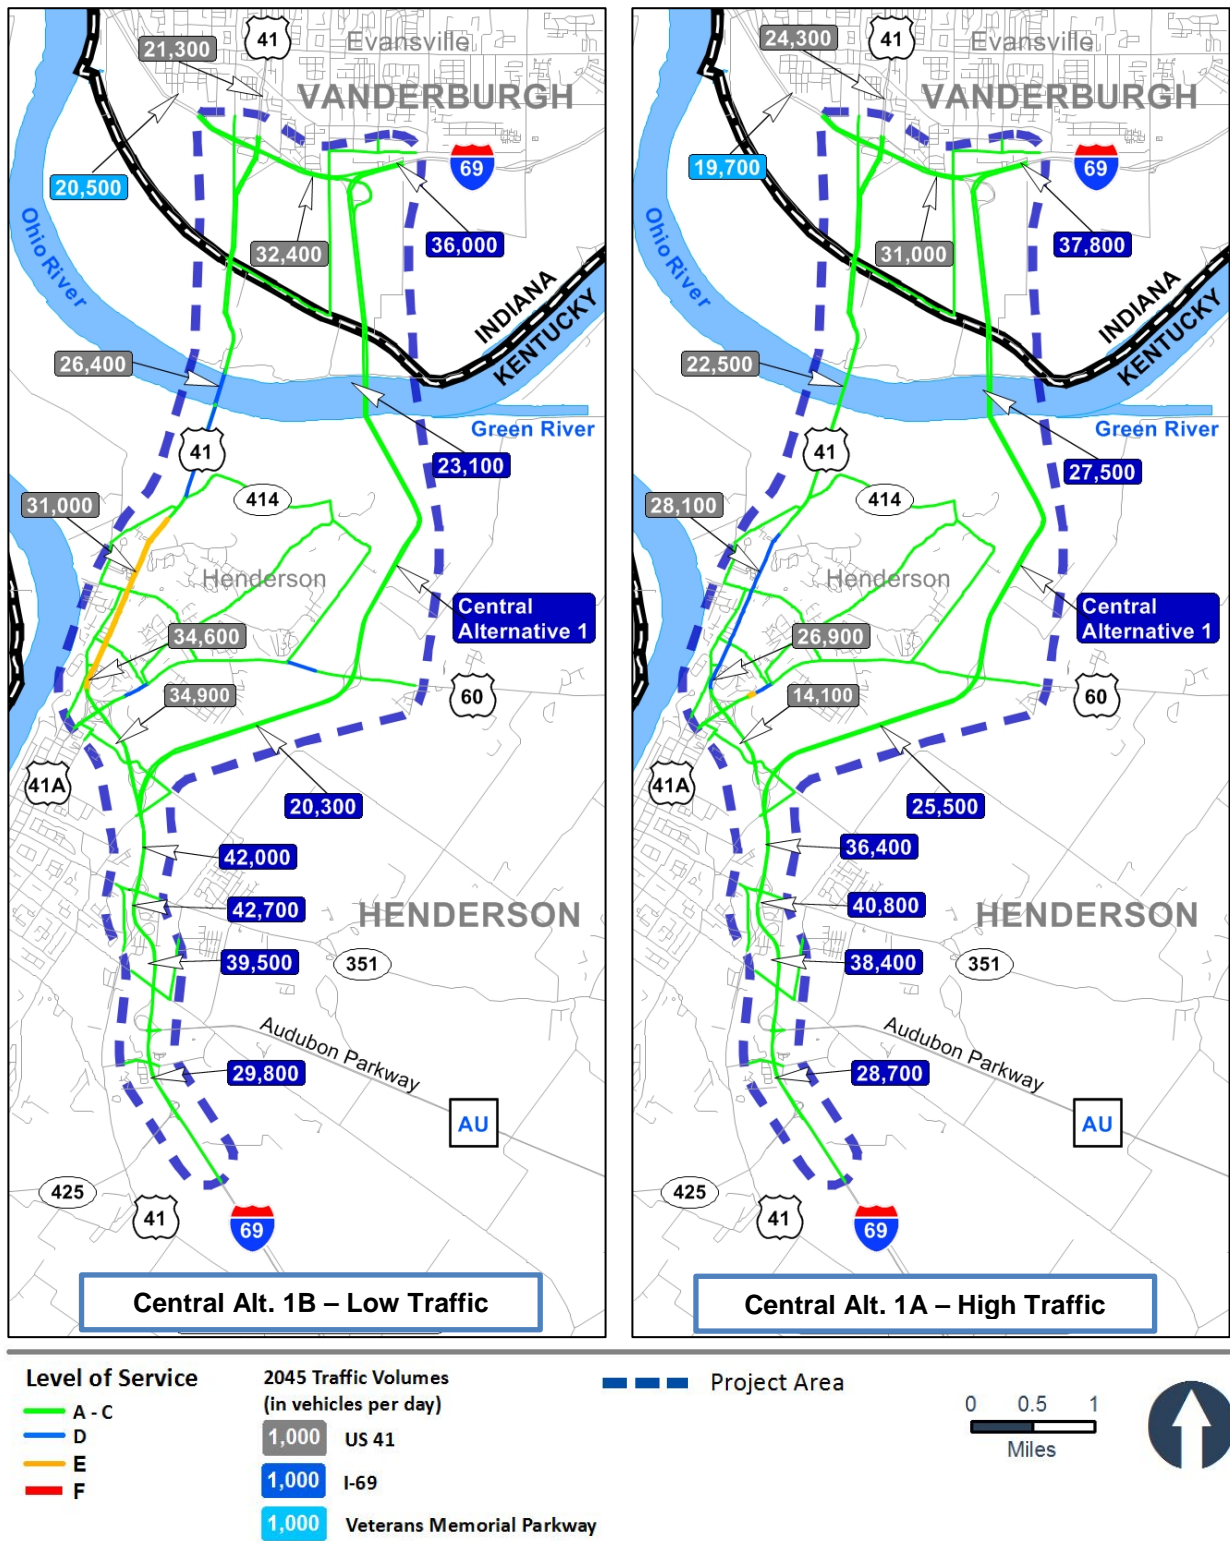 21,300
41
Evansville
VANDERBURGH
69
20,500
32,400
36,000
Ohio River
INDIANA
KENTUCKY
26,400
Green River
41
23,100
31,000
414
Henderson
Central
Alternative 1
34,600
34,900
60
41A
20,300
42,000
42,700
HENDERSON
39,500
351
Audubon Parkway
29,800
AU
425
41
69
Central Alt. 1B – Low Traffic
24,300
41
Evansville
VANDERBURGH
69
19,700
31,000
37,800
Ohio River
INDIANA
KENTUCKY
22,500
Green River
41
27,500
28,100
414
Henderson
Central
Alternative 1
26,900
14,100
60
41A
25,500
36,400
40,800
HENDERSON
38,400
351
Audubon Parkway
28,700
AU
425
41
69
Central Alt. 1A – High Traffic
Level of Service
A - C
D
E
F
2045 Traffic Volumes
(in vehicles per day)
1,000 US 41
1,000 I-69
1,000 Veterans Memorial Parkway
Project Area
0 0.5 1
Miles